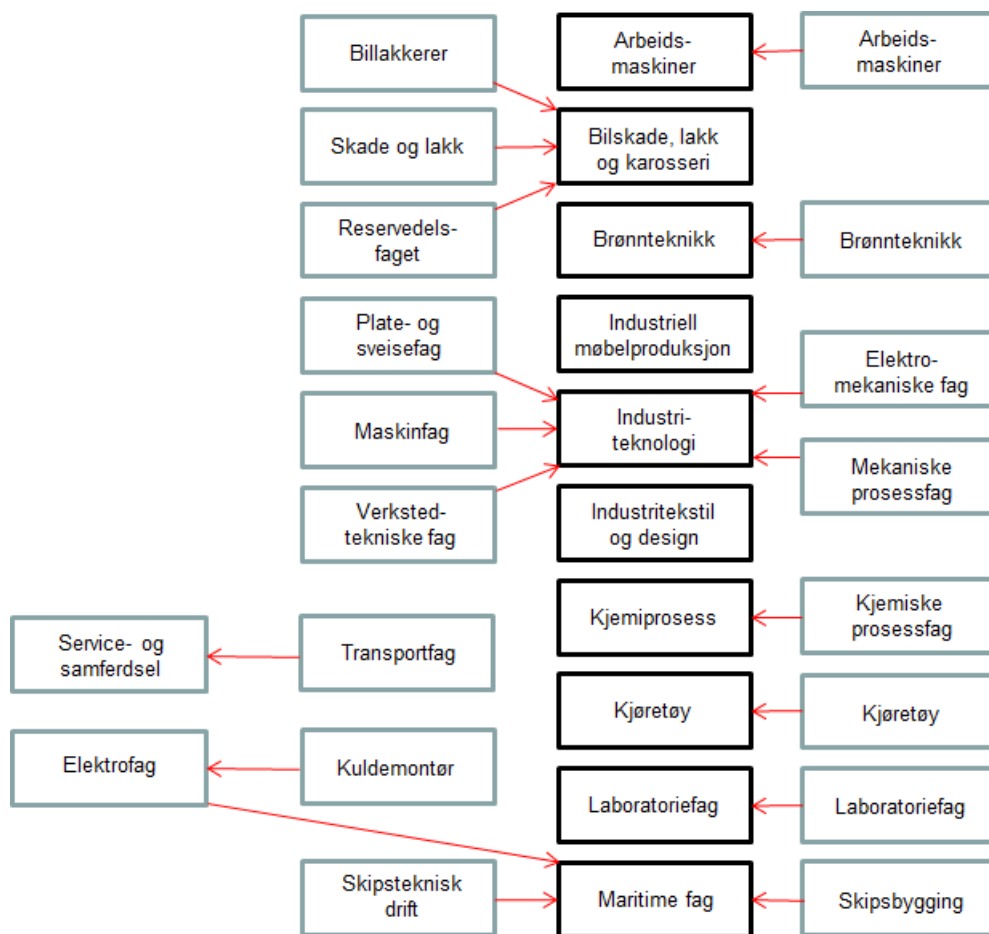 Billakkerer
Arbeids-
maskiner
Arbeids-
maskiner
Skade og lakk
Bilskade, lakk
og karosseri
Reservedels-
faget
Brønnteknikk
Brønnteknikk
Plate- og
sveisefag
Industriell
møbelproduksjon
Elektro-
mekaniske fag
Maskinfag
Industri-
teknologi
Mekaniske
prosessfag
Verksted-
tekniske fag
Industritekstil
og design
Kjemiprosess
Kjemiske
prosessfag
Service- og
samferdsel
Transportfag
Kjøretøy
Kjøretøy
Elektrofag
Kuldemontør
Laboratoriefag
Laboratoriefag
Skipsteknisk
drift
Maritime fag
Skipsbygging